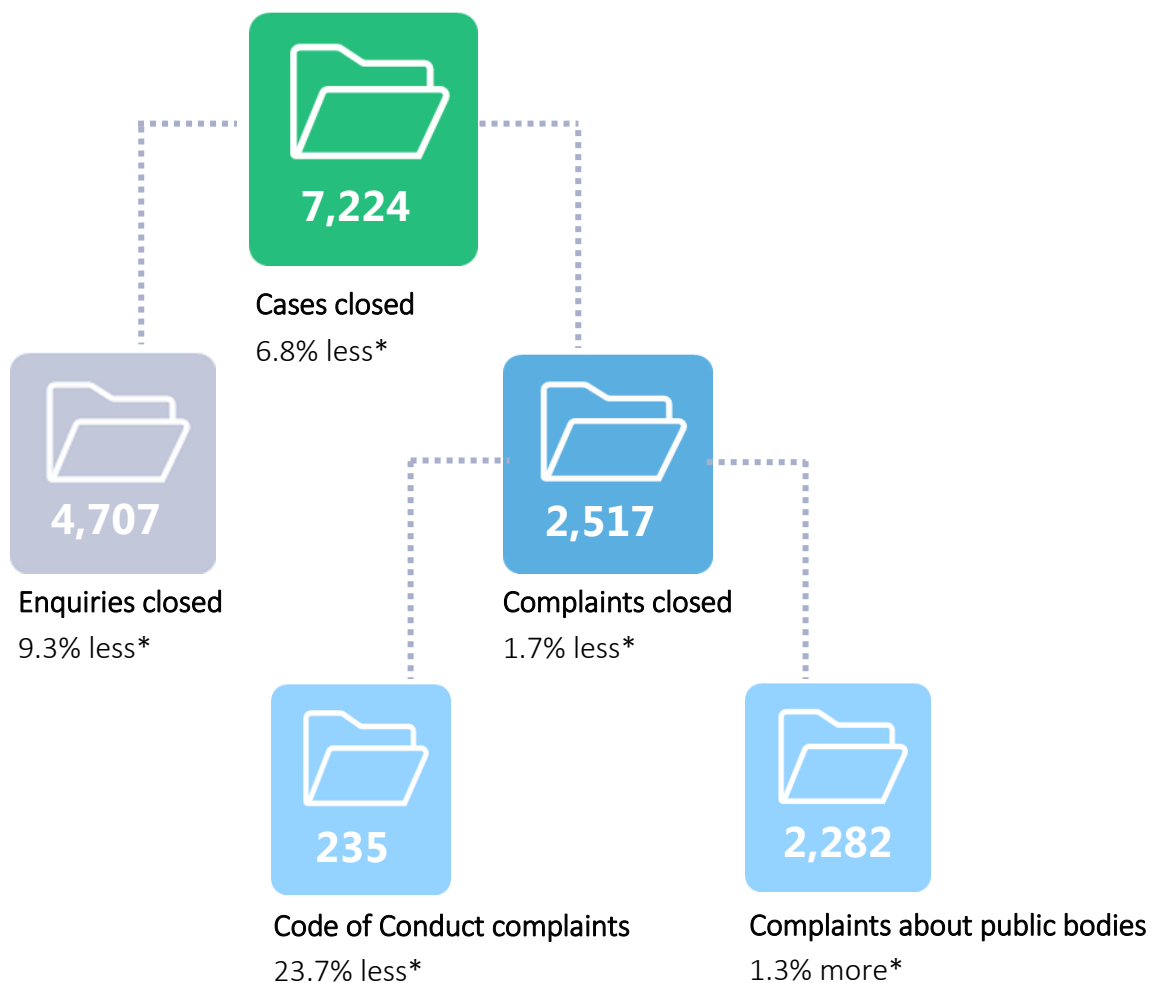 7,224
Cases closed
6.8% less*
4,707
Enquiries closed
9.3% less*
2,517
Complaints closed
1.7% less*
235
Code of Conduct complaints
23.7% less*
2,282
Complaints about public bodies
1.3% more*